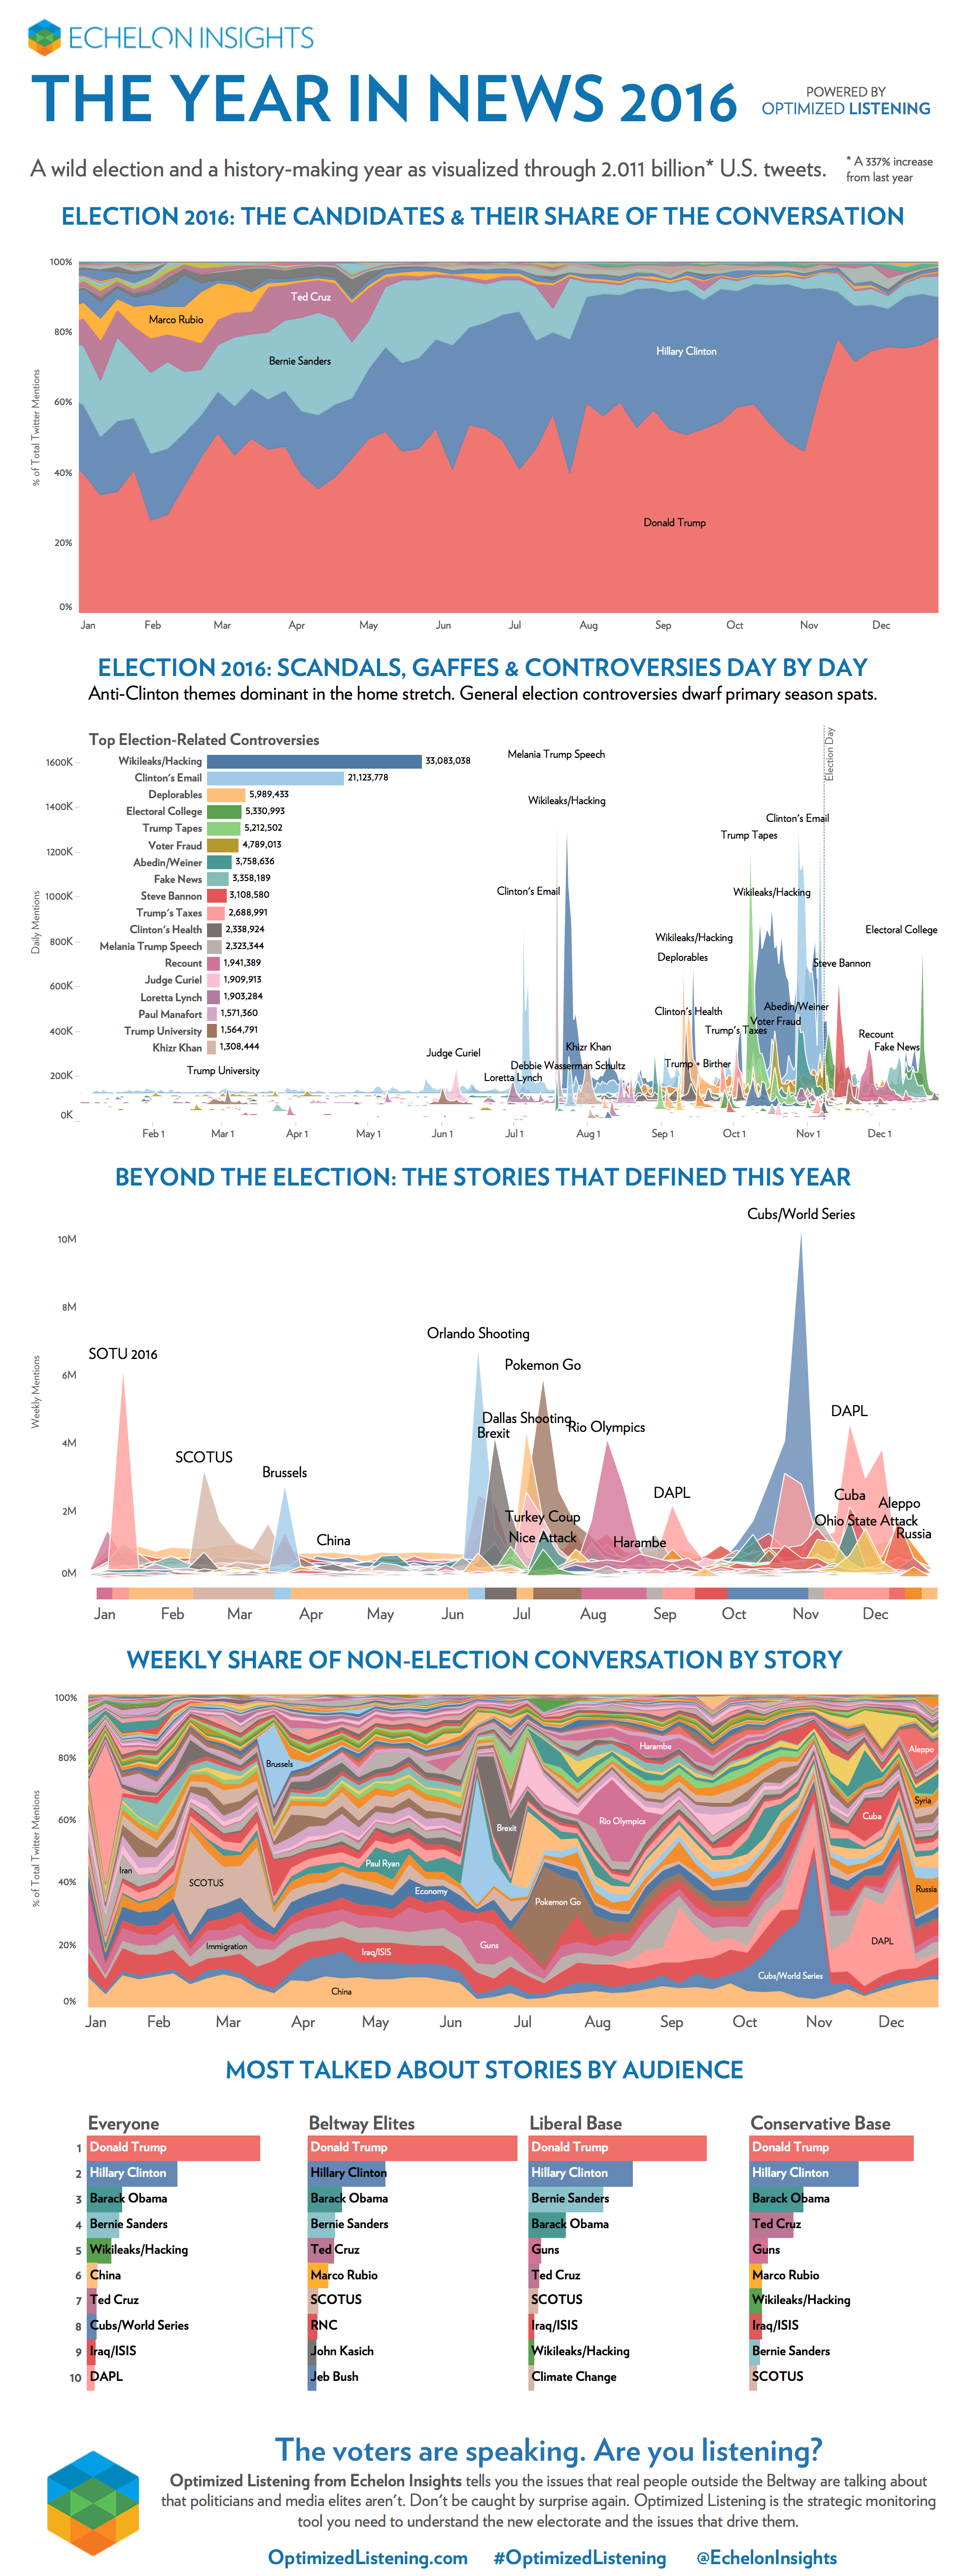 ECHELON INSIGHTS
THE YEAR IN NEWS 2016
POWERED BY
OPTIMIZED LISTENING
A wild election and a history-making year as visualized through 2.011 billion* U.S. tweets.
* A 337% increase
from last year
ELECTION 2016: THE CANDIDATES & THEIR SHARE OF THE CONVERSATION
% of Total Twitter Mentions
100%
80%
60%
40%
20%
0%
Marco Rubio
Ted Cruz
Bernie Sanders
Hillary Clinton
Donald Trump
Jan Feb Mar Apr May Jun Jul Aug Sep Oct Nov Dec
ELECTION 2016: SCANDALS, GAFFES & CONTROVERSIES DAY BY DAY
Anti-Clinton themes dominant in the home stretch. General election controversies dwarf primary season spats.
Daily Mentions
1600K
1400K
1200K
1000K
800K
600K
400K
200K
0K
Top Election-Related Controversies
Wikileaks/Hacking 33,083,038
Clinton's Email 21,123,778
Deplorables 5,989,433
Electoral College 5,330,993
Trump Tapes 5,212,502
Voter Fraud 4,789,013
Abedin/Weiner 3,758,636
Fake News 3,358,189
Steve Bannon 3,108,580
Trump's Taxes 2,688,991
Clinton's Health 2,338,924
Melania Trump Speech 2,323,344
Recount 1,941,389
Judge Curiel 1,909,913
Loretta Lynch 1,903,284
Paul Manafort 1,571,360
Trump University 1,564,791
Khizr Khan 1,308,444
Trump University
Melania Trump Speech
Wikileaks/Hacking
Clinton's Email
Judge Curiel
Loretta Lynch
Debbie Wasserman Schultz
Khizr Khan
Election Day
Clinton's Email
Trump Tapes
Wikileaks/Hacking
Wikileaks/Hacking
Deplorables
Electoral College
Steve Bannon
Clinton's Health
Abedin/Weiner
Voter Fraud
Trump's Taxes
Recount
Fake News
Trump + Birther
Feb 1 Mar 1 Apr 1 May 1 Jun 1 Jul 1 Aug 1 Sep 1 Oct 1 Nov 1 Dec 1
BEYOND THE ELECTION: THE STORIES THAT DEFINED THIS YEAR
Weekly Mentions
10M
8M
6M
4M
2M
0M
Cubs/World Series
Orlando Shooting
SOTU 2016
Pokemon Go
Dallas Shooting
Rio Olympics
Brexit
DAPL
SCOTUS
Brussels
DAPL
Cuba
Aleppo
Turkey Coup
Ohio State Attack
Nice Attack
Russia
China
Harambe
Jan Feb Mar Apr May Jun Jul Aug Sep Oct Nov Dec
WEEKLY SHARE OF NON-ELECTION CONVERSATION BY STORY
% of Total Twitter Mentions
100%
80%
60%
40%
20%
0%
Harambe
Aleppo
Brussels
Syria
Cuba
Rio Olympics
Brexit
Paul Ryan
Iran
SCOTUS
Economy
Russia
Pokemon Go
DAPL
Immigration
Guns
Iraq/ISIS
Cubs/World Series
China
Jan Feb Mar Apr May Jun Jul Aug Sep Oct Nov Dec
MOST TALKED ABOUT STORIES BY AUDIENCE
Everyone Beltway Elites Liberal Base Conservative Base
1 Donald Trump Donald Trump Donald Trump Donald Trump
2 Hillary Clinton Hillary Clinton Hillary Clinton Hillary Clinton
3 Barack Obama Barack Obama Bernie Sanders Barack Obama
4 Bernie Sanders Bernie Sanders Barack Obama Ted Cruz
5 Wikileaks/Hacking Ted Cruz Guns Guns
6 China Marco Rubio Ted Cruz Marco Rubio
7 Ted Cruz SCOTUS SCOTUS Wikileaks/Hacking
8 Cubs/World Series RNC Iraq/ISIS Iraq/ISIS
9 Iraq/ISIS John Kasich Wikileaks/Hacking Bernie Sanders
10 DAPL Jeb Bush Climate Change SCOTUS
The voters are speaking. Are you listening?
Optimized Listening from Echelon Insights tells you the issues that real people outside the Beltway are talking about
that politicians and media elites aren't. Don't be caught by surprise again. Optimized Listening is the strategic monitoring
tool you need to understand the new electorate and the issues that drive them.
OptimizedListening.com #OptimizedListening @EchelonInsights